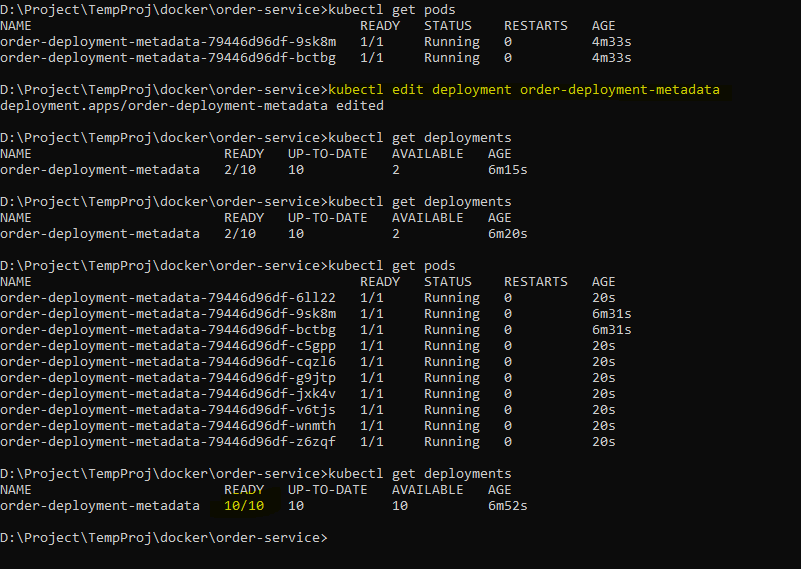 D:\Project\TempProj\docker\order-service>kubectl get pods
NAME READY STATUS RESTARTS AGE
order-deployment-metadata-79446d96df-9sk8m 1/1 Running 0 4m33s
order-deployment-metadata-79446d96df-bctbg 1/1 Running 0 4m33s
D:\Project\TempProj\docker\order-service>kubectl edit deployment order-deployment-metadata
deployment.apps/order-deployment-metadata edited
D:\Project\TempProj\docker\order-service>kubectl get deployments
NAME READY UP-TO-DATE AVAILABLE AGE
order-deployment-metadata 2/10 10 2 6m15s
D:\Project\TempProj\docker\order-service>kubectl get deployments
NAME READY UP-TO-DATE AVAILABLE AGE
order-deployment-metadata 2/10 10 2 6m20s
D:\Project\TempProj\docker\order-service>kubectl get pods
NAME READY STATUS RESTARTS AGE
order-deployment-metadata-79446d96df-6ll22 1/1 Running 0 20s
order-deployment-metadata-79446d96df-9sk8m 1/1 Running 0 6m31s
order-deployment-metadata-79446d96df-bctbg 1/1 Running 0 6m31s
order-deployment-metadata-79446d96df-c5gpp 1/1 Running 0 20s
order-deployment-metadata-79446d96df-cqzl6 1/1 Running 0 20s
order-deployment-metadata-79446d96df-g9jtp 1/1 Running 0 20s
order-deployment-metadata-79446d96df-jxk4v 1/1 Running 0 20s
order-deployment-metadata-79446d96df-v6tjs 1/1 Running 0 20s
order-deployment-metadata-79446d96df-wnmth 1/1 Running 0 20s
order-deployment-metadata-79446d96df-z6zqf 1/1 Running 0 20s
D:\Project\TempProj\docker\order-service>kubectl get deployments
NAME READY UP-TO-DATE AVAILABLE AGE
order-deployment-metadata 10/10 10 10 6m52s
D:\Project\TempProj\docker\order-service>